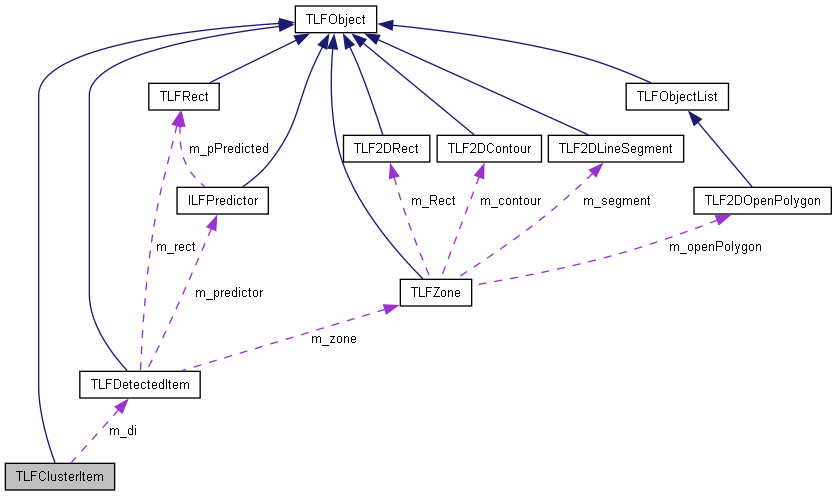 TLFObject
TLFRect
TLFObjectList
m_pPredicted
TLF2DRect
TLF2DContour
TLF2DLineSegment
ILFPredictor
m_Rect
m_contour
m_segment
TLF2DOpenPolygon
m_rect
m_openPolygon
m_predictor
TLFZone
m_zone
TLFDetectedItem
m_di
TLFClusterItem